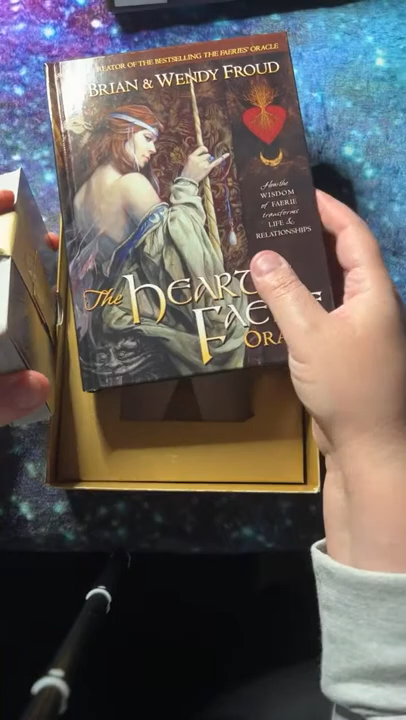 CREATOR OF THE BESTSELLING THE FAERIES' ORACLE
BRIAN & WENDY FROUD
How the
WISDOM
of FAERIE
transforms
LIFE &
RELATIONSHIPS
The HEART